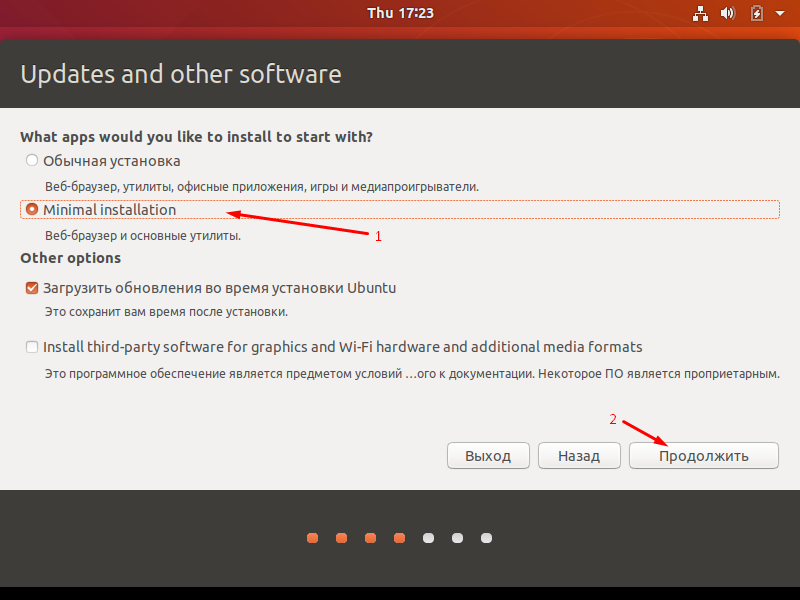 Thu 17:23
Updates and other software
What apps would you like to install to start with?
Обычная установка
Веб-браузер, утилиты, офисные приложения, игры и медиапроигрыватели.
Minimal installation
Веб-браузер и основные утилиты.
1
Other options
Загрузить обновления во время установки Ubuntu
Это сохранит вам время после установки.
Install third-party software for graphics and Wi-Fi hardware and additional media formats
Это программное обеспечение является предметом условий …ого к документации. Некоторое ПО является проприетарным.
2
Выход Назад Продолжить